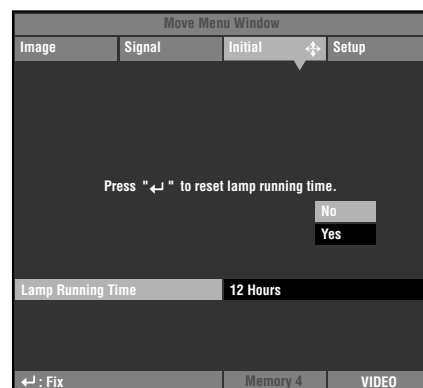 Move Menu Window
Image Signal Initial Setup
Press "↵" to reset lamp running time.
No
Yes
Lamp Running Time 12 Hours
↵ : Fix Memory 4 VIDEO